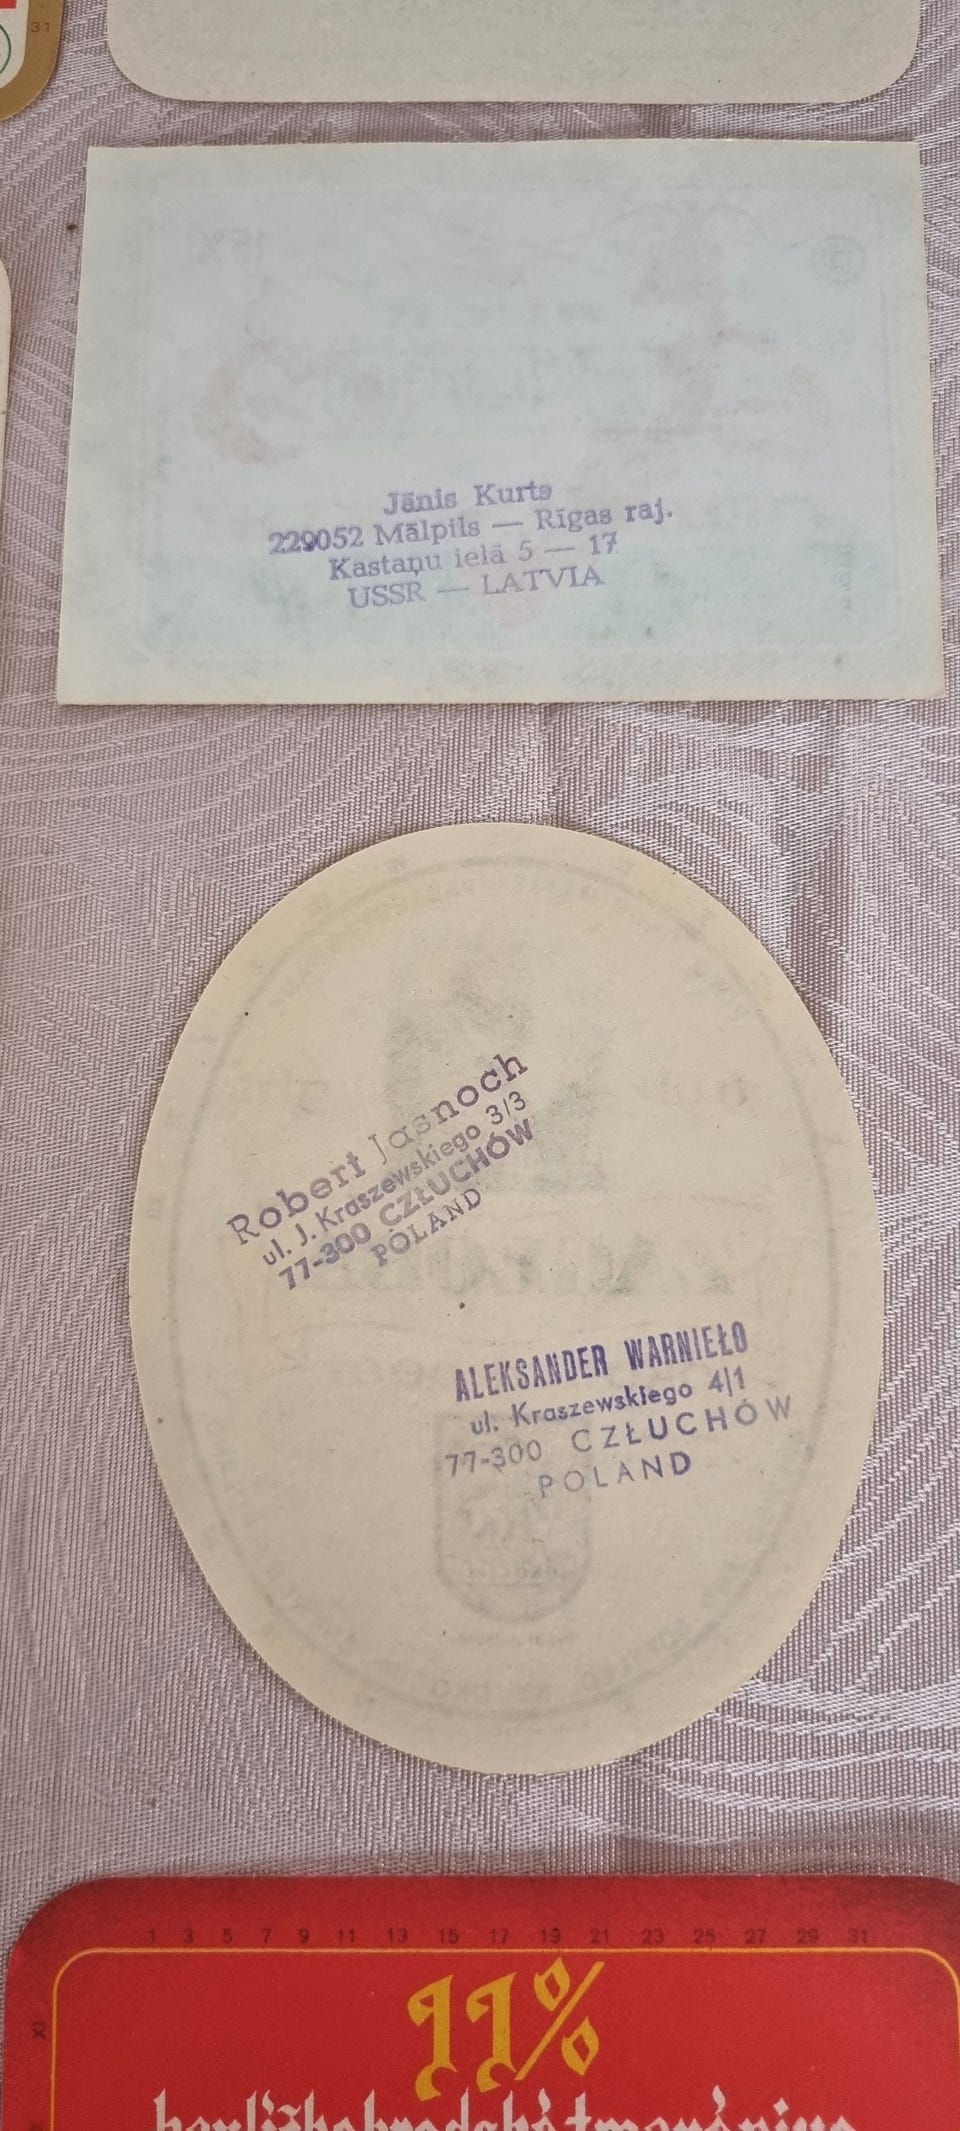 31
Jānis Kurts
229052 Mālpils — Rīgas raj.
Kastaņu ielā 5 — 17
USSR — LATVIA
Robert Jasnoch
ul. J. Kraszewskiego 3/3
77-300 CZŁUCHÓW
POLAND
ALEKSANDER WARNIEŁO
ul. Kraszewskiego 4/1
77-300 CZŁUCHÓW
POLAND
1 3 5 7 9 11 13 15 17 19 21 23 25 27 29 31
XI
11%